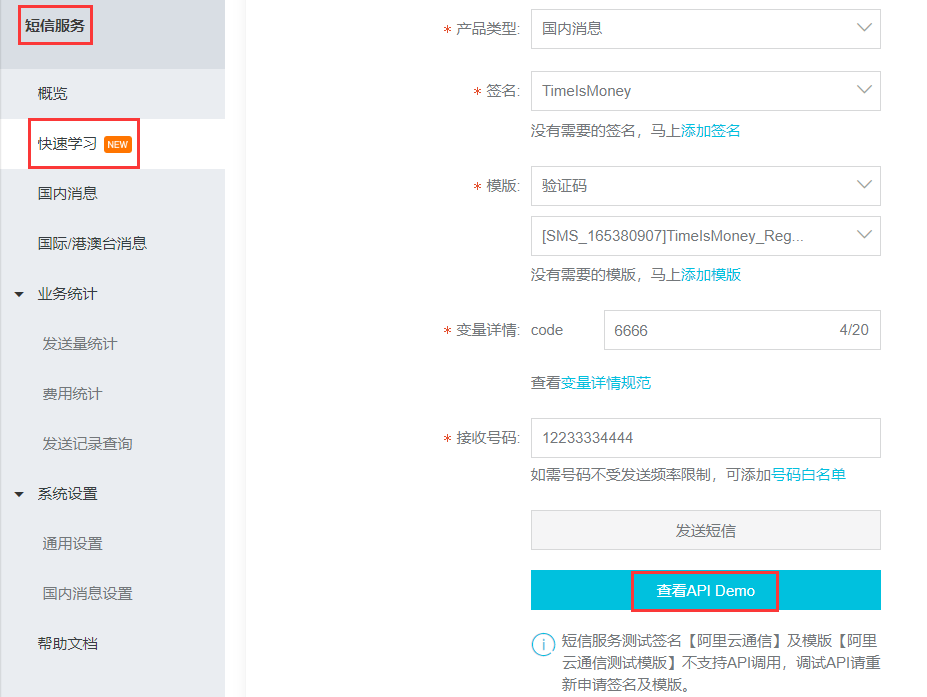 短信服务
概览
快速学习 NEW
国内消息
国际/港澳台消息
业务统计
发送量统计
费用统计
发送记录查询
系统设置
通用设置
国内消息设置
帮助文档
* 产品类型: 国内消息
* 签名: TimeIsMoney
没有需要的签名，马上添加签名
* 模版: 验证码
[SMS_165380907]TimeIsMoney_Reg...
没有需要的模版，马上添加模版
* 变量详情: code 6666 4/20
查看变量详情规范
* 接收号码: 12233334444
如需号码不受发送频率限制，可添加号码白名单
发送短信
查看API Demo
短信服务测试签名【阿里云通信】及模版【阿里
云通信测试模版】不支持API调用，调试API请重
新申请签名及模版。